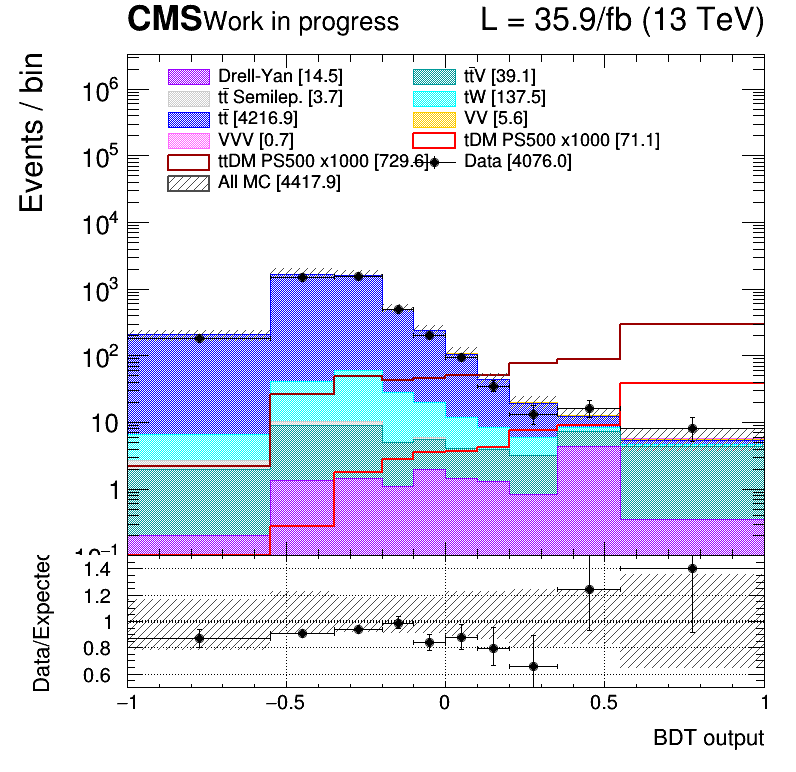 CMS Work in progress L = 35.9/fb (13 TeV)
Events / bin
Drell-Yan [14.5] tt̄V [39.1]
tt̄ Semilep. [3.7] tW [137.5]
tt̄ [4216.9] VV [5.6]
VVV [0.7] tDM PS500 x1000 [71.1]
ttDM PS500 x1000 [729.6] Data [4076.0]
All MC [4417.9]
10⁶
10⁵
10⁴
10³
10²
10
1
10⁻¹
Data/Expected
1.4
1.2
1
0.8
0.6
−1 −0.5 0 0.5 1
BDT output